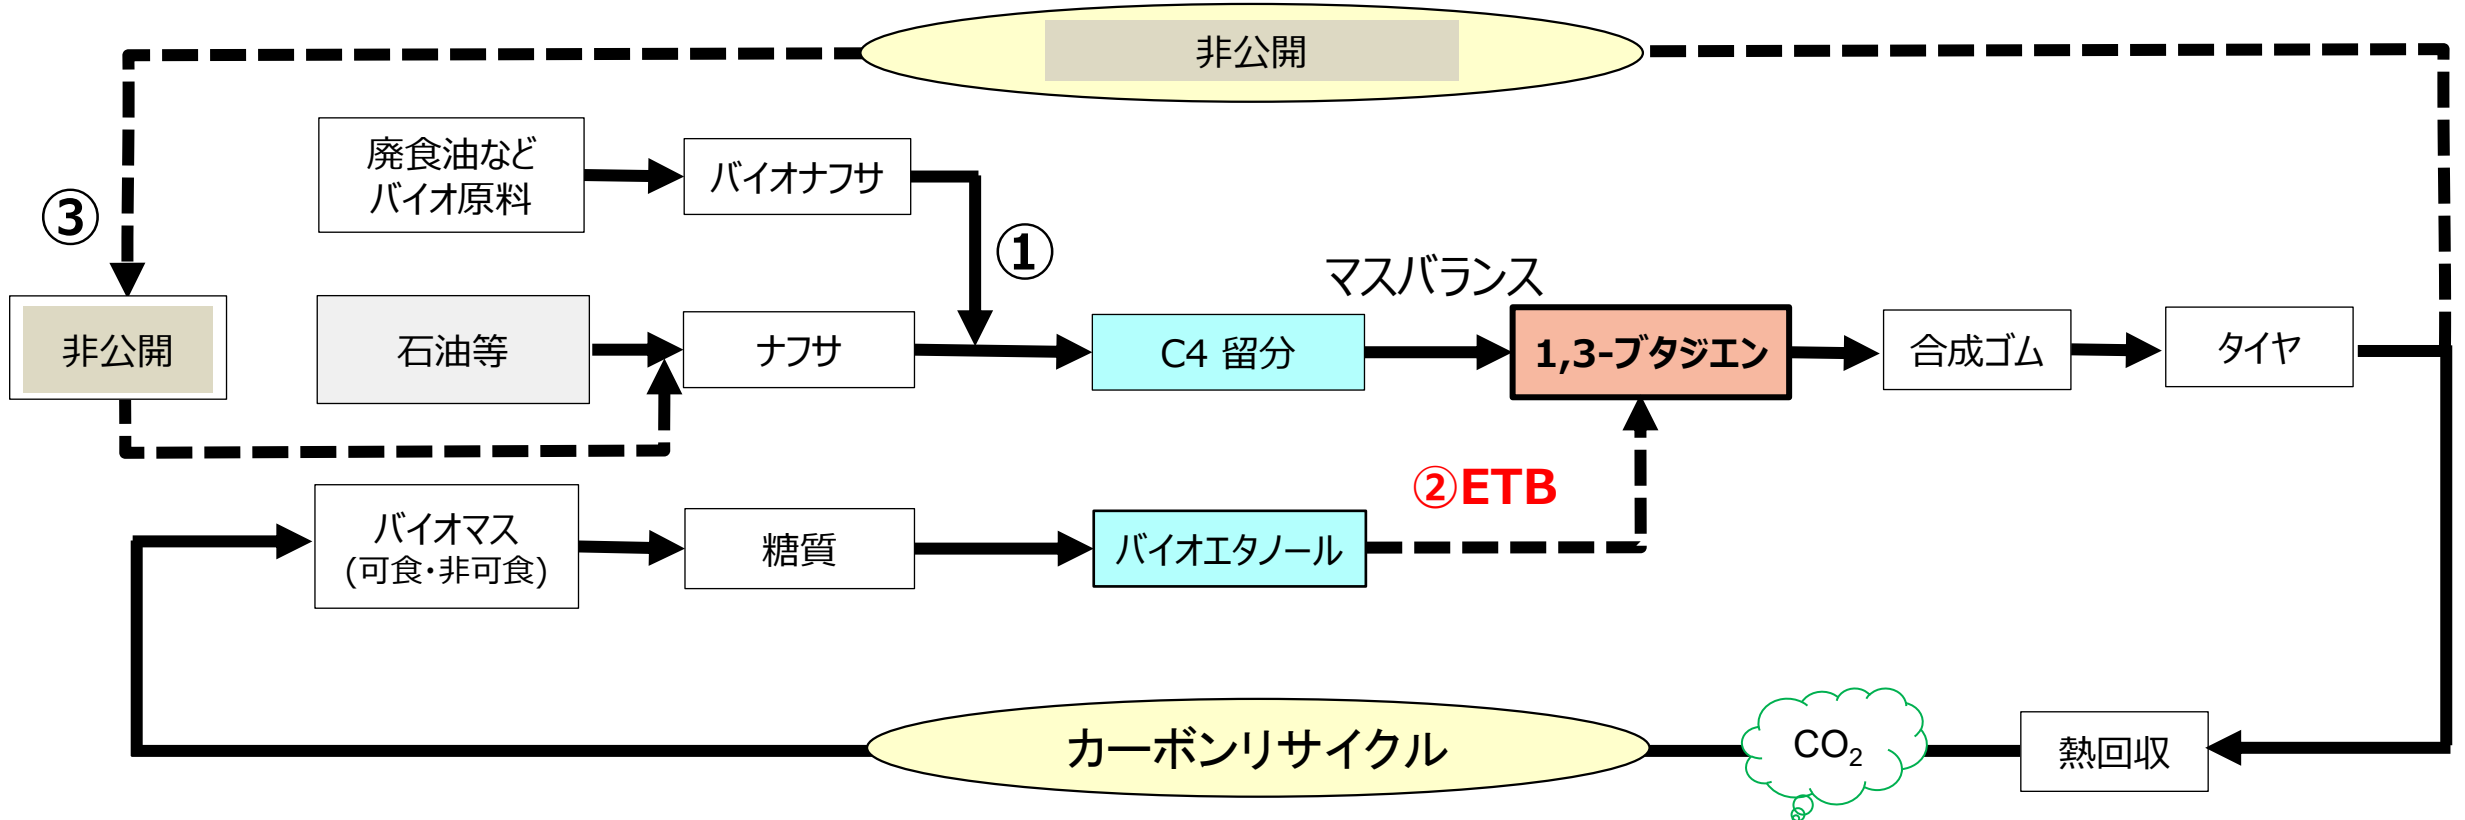 非公開
廃食油など
バイオ原料
バイオナフサ
③
①
マスバランス
非公開
石油等
ナフサ
C4 留分
1,3-ブタジエン
合成ゴム
タイヤ
②ETB
バイオマス
(可食・非可食)
糖質
バイオエタノール
カーボンリサイクル
CO₂
熱回収